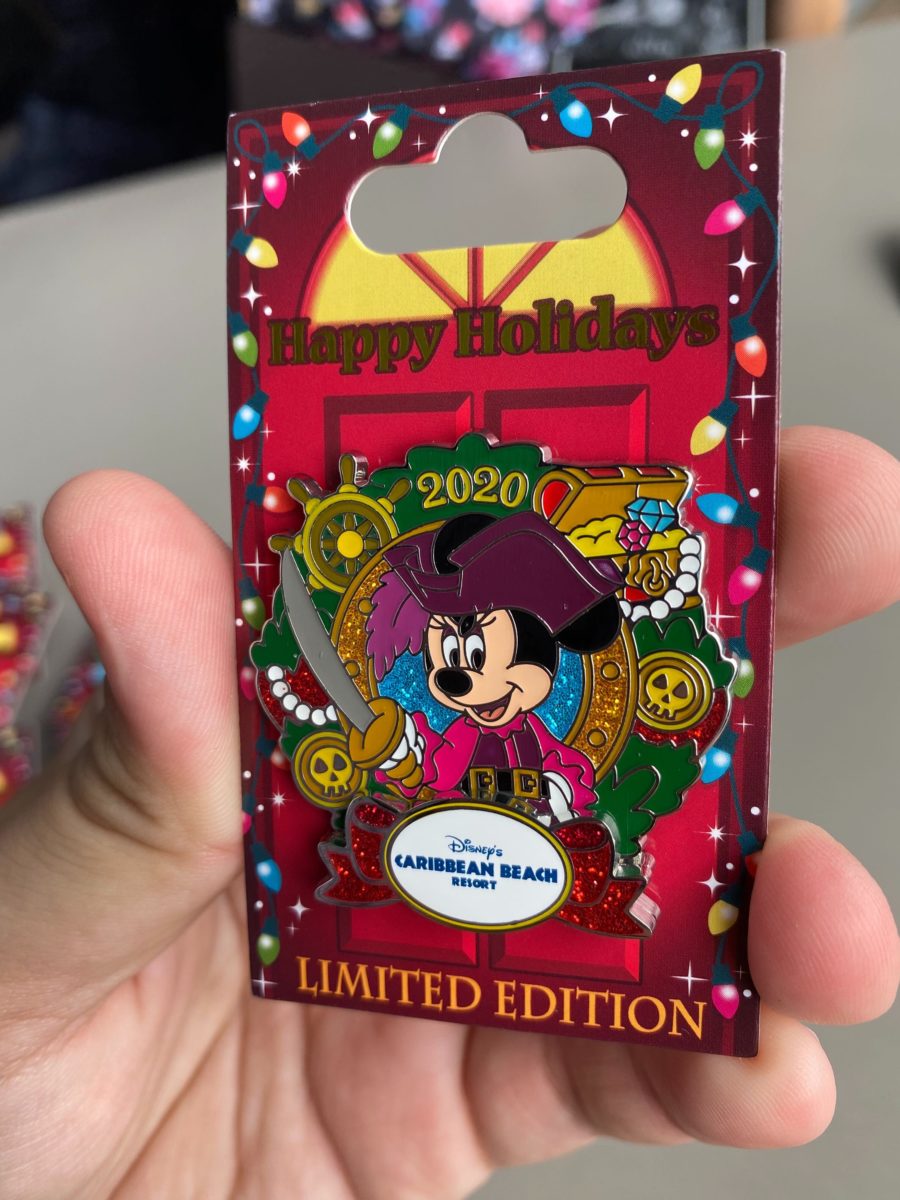 Happy Holidays
2020
Disney's
CARIBBEAN BEACH
RESORT
LIMITED EDITION